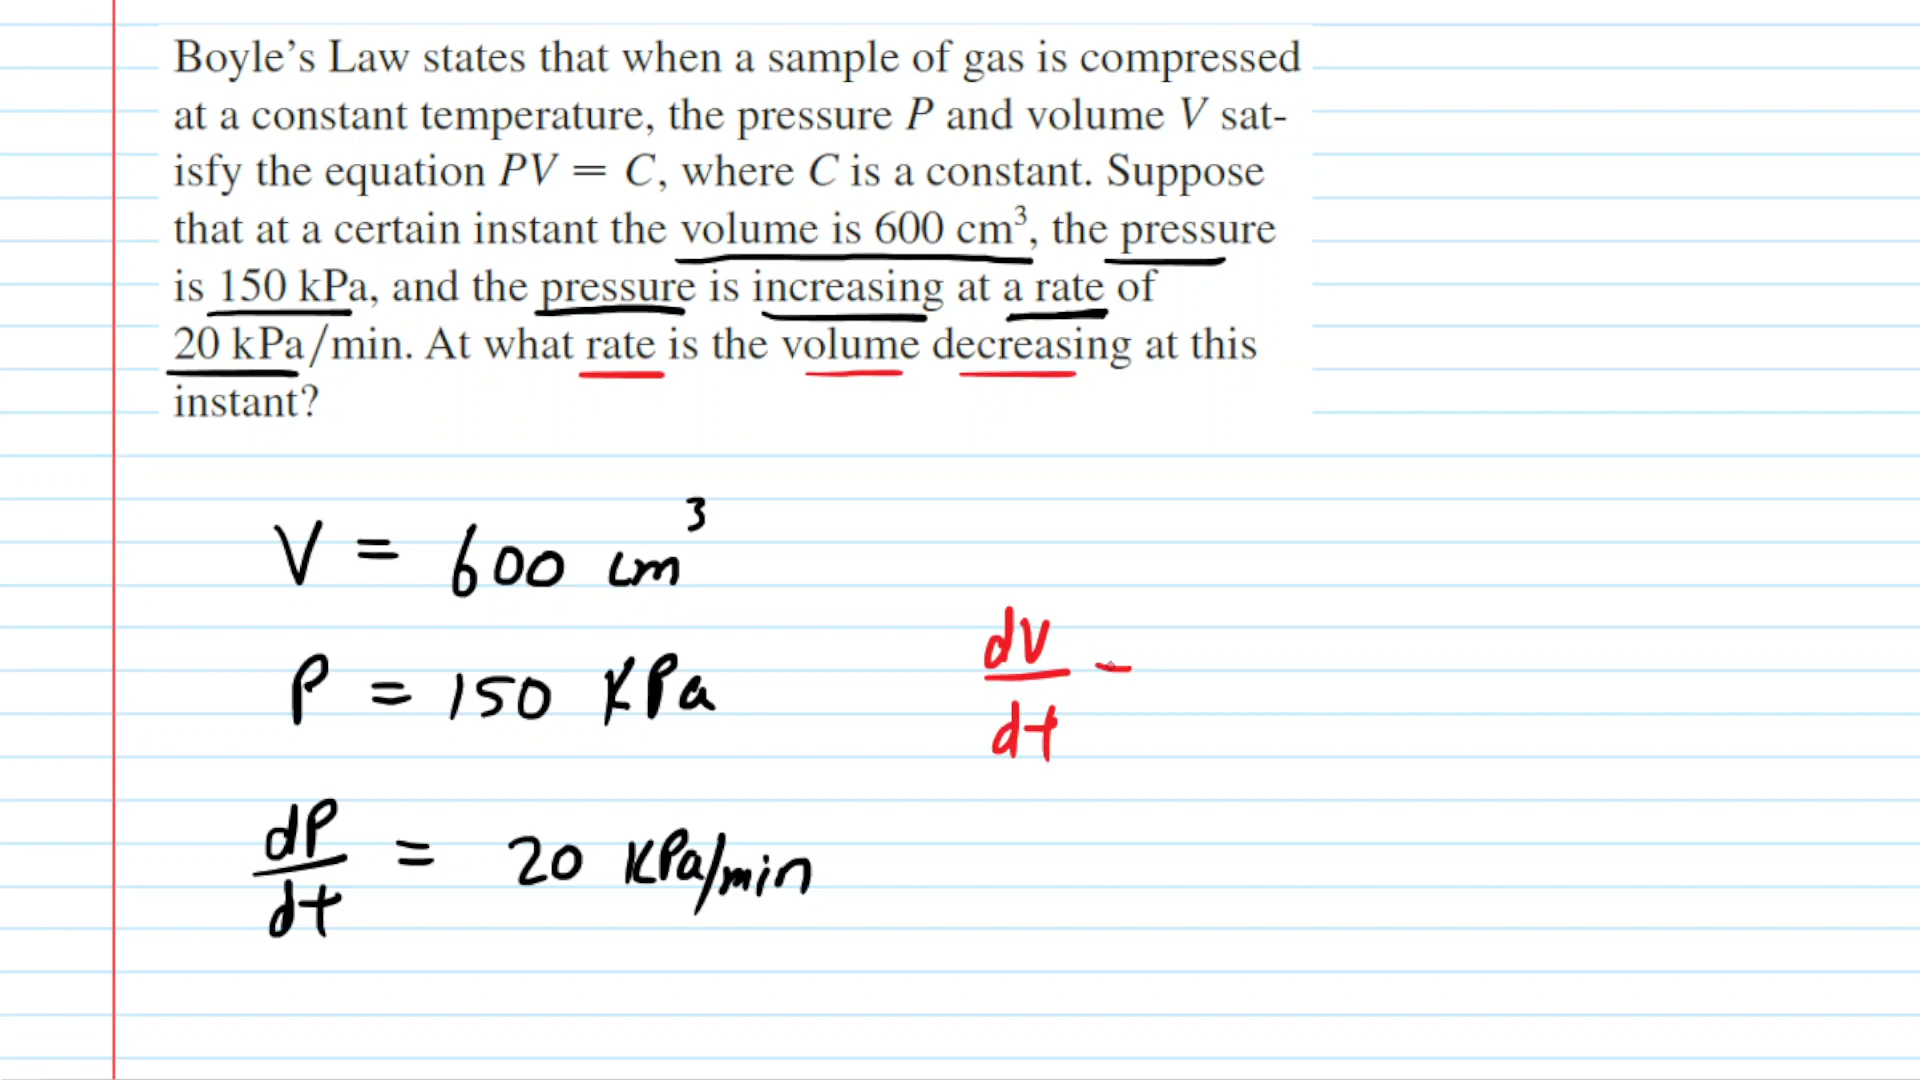 Boyle’s Law states that when a sample of gas is compressed
at a constant temperature, the pressure P and volume V sat-
isfy the equation PV = C, where C is a constant. Suppose
that at a certain instant the volume is 600 cm³, the pressure
is 150 kPa, and the pressure is increasing at a rate of
20 kPa/min. At what rate is the volume decreasing at this
instant?
V = 600 cm³
P = 150 KPa
dV/dt =
dP/dt = 20 KPa/min